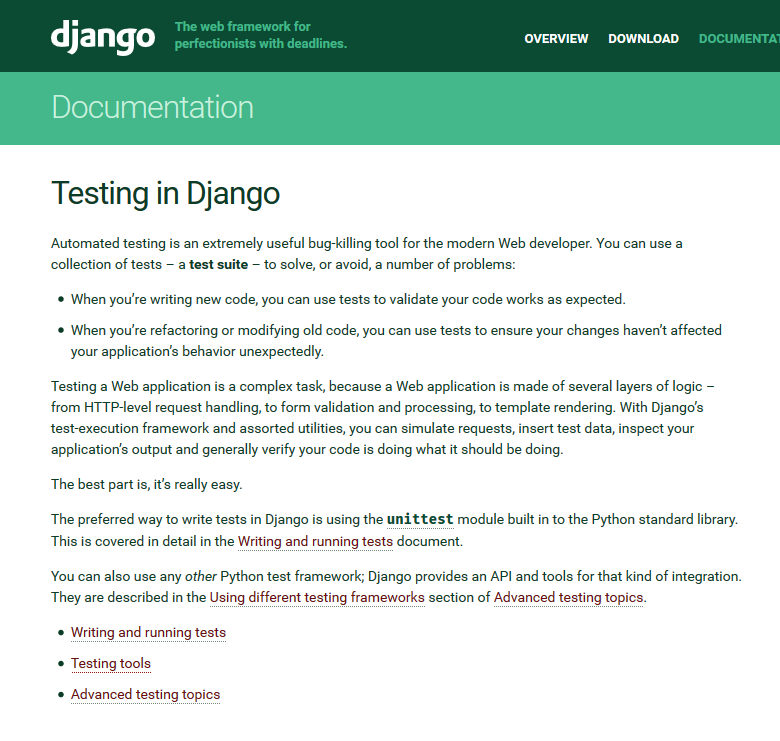 django
The web framework for
perfectionists with deadlines.
OVERVIEW DOWNLOAD DOCUMENTAT
Documentation
Testing in Django
Automated testing is an extremely useful bug-killing tool for the modern Web developer. You can use a
collection of tests – a test suite – to solve, or avoid, a number of problems:
• When you’re writing new code, you can use tests to validate your code works as expected.
• When you’re refactoring or modifying old code, you can use tests to ensure your changes haven’t affected
your application’s behavior unexpectedly.
Testing a Web application is a complex task, because a Web application is made of several layers of logic –
from HTTP-level request handling, to form validation and processing, to template rendering. With Django’s
test-execution framework and assorted utilities, you can simulate requests, insert test data, inspect your
application’s output and generally verify your code is doing what it should be doing.
The best part is, it’s really easy.
The preferred way to write tests in Django is using the unittest module built in to the Python standard library.
This is covered in detail in the Writing and running tests document.
You can also use any other Python test framework; Django provides an API and tools for that kind of integration.
They are described in the Using different testing frameworks section of Advanced testing topics.
• Writing and running tests
• Testing tools
• Advanced testing topics